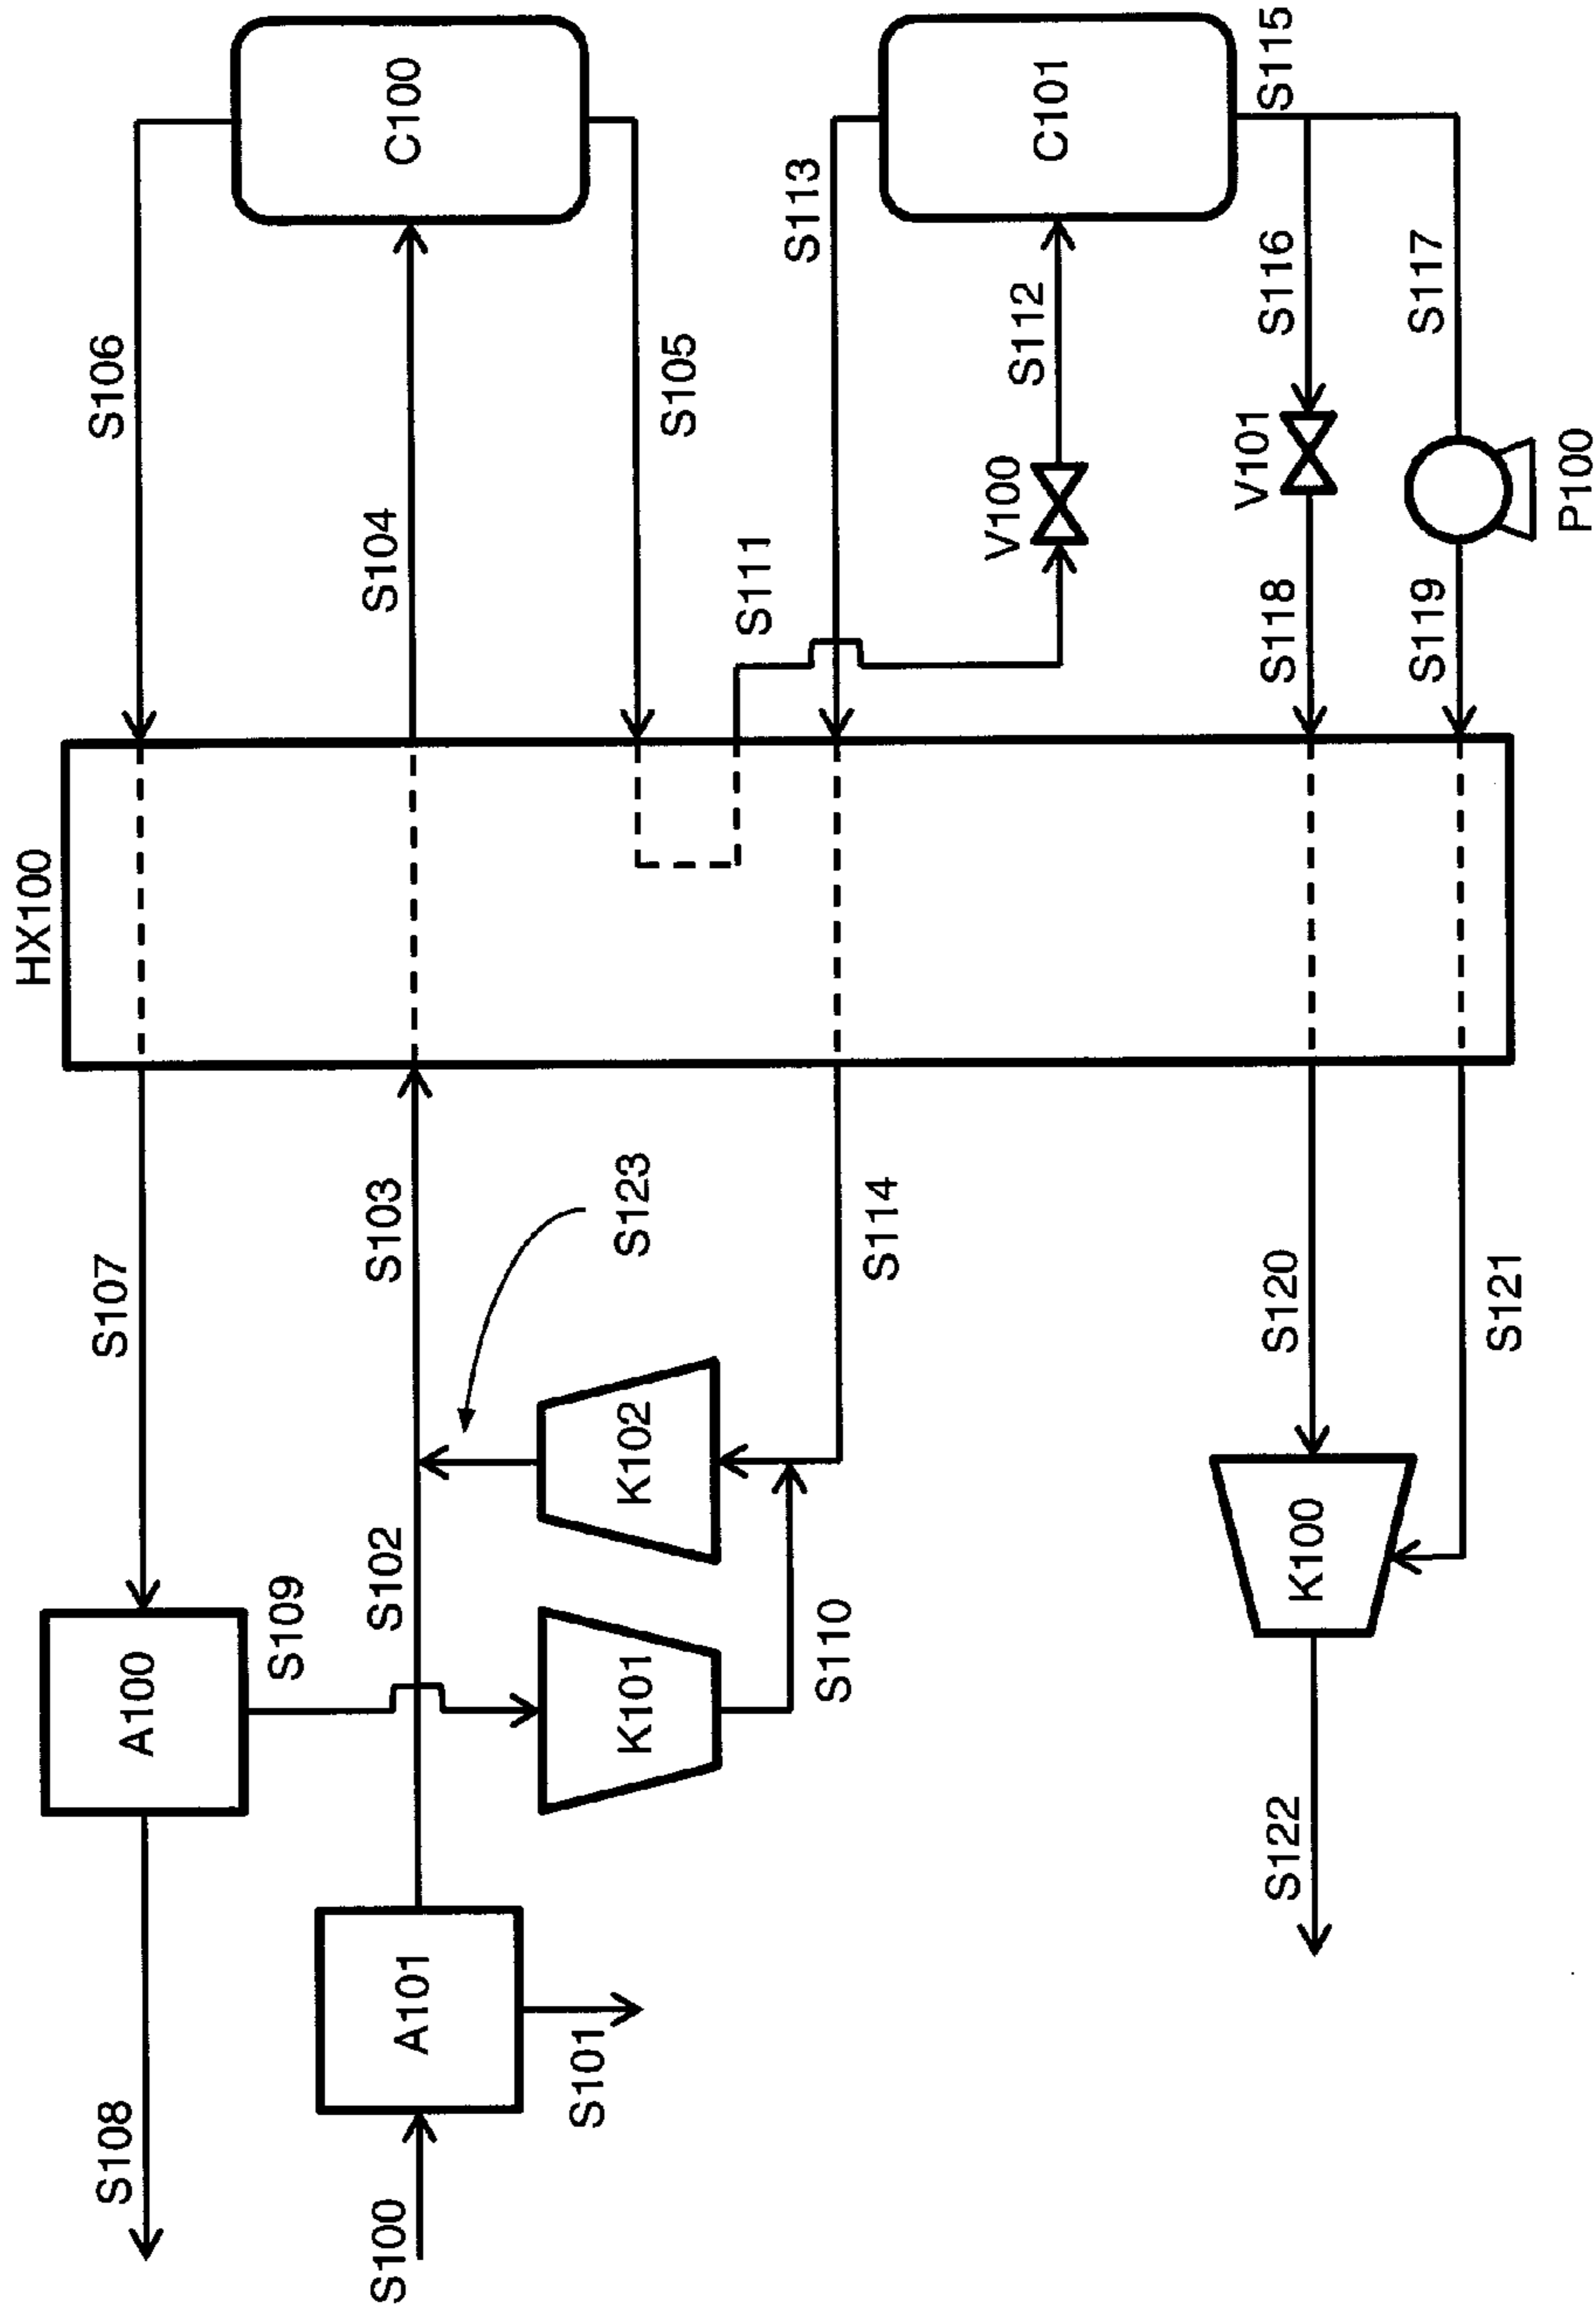 HX100
S106
C100
S104
S105
S107
A100
S108
S109
S103
S102
A101
S100
S101
S123
K102
K101
S110
S114
S111
S113
V100
S112
C101
S115
S116
V101
S118
S117
P100
S119
S120
S121
K100
S122